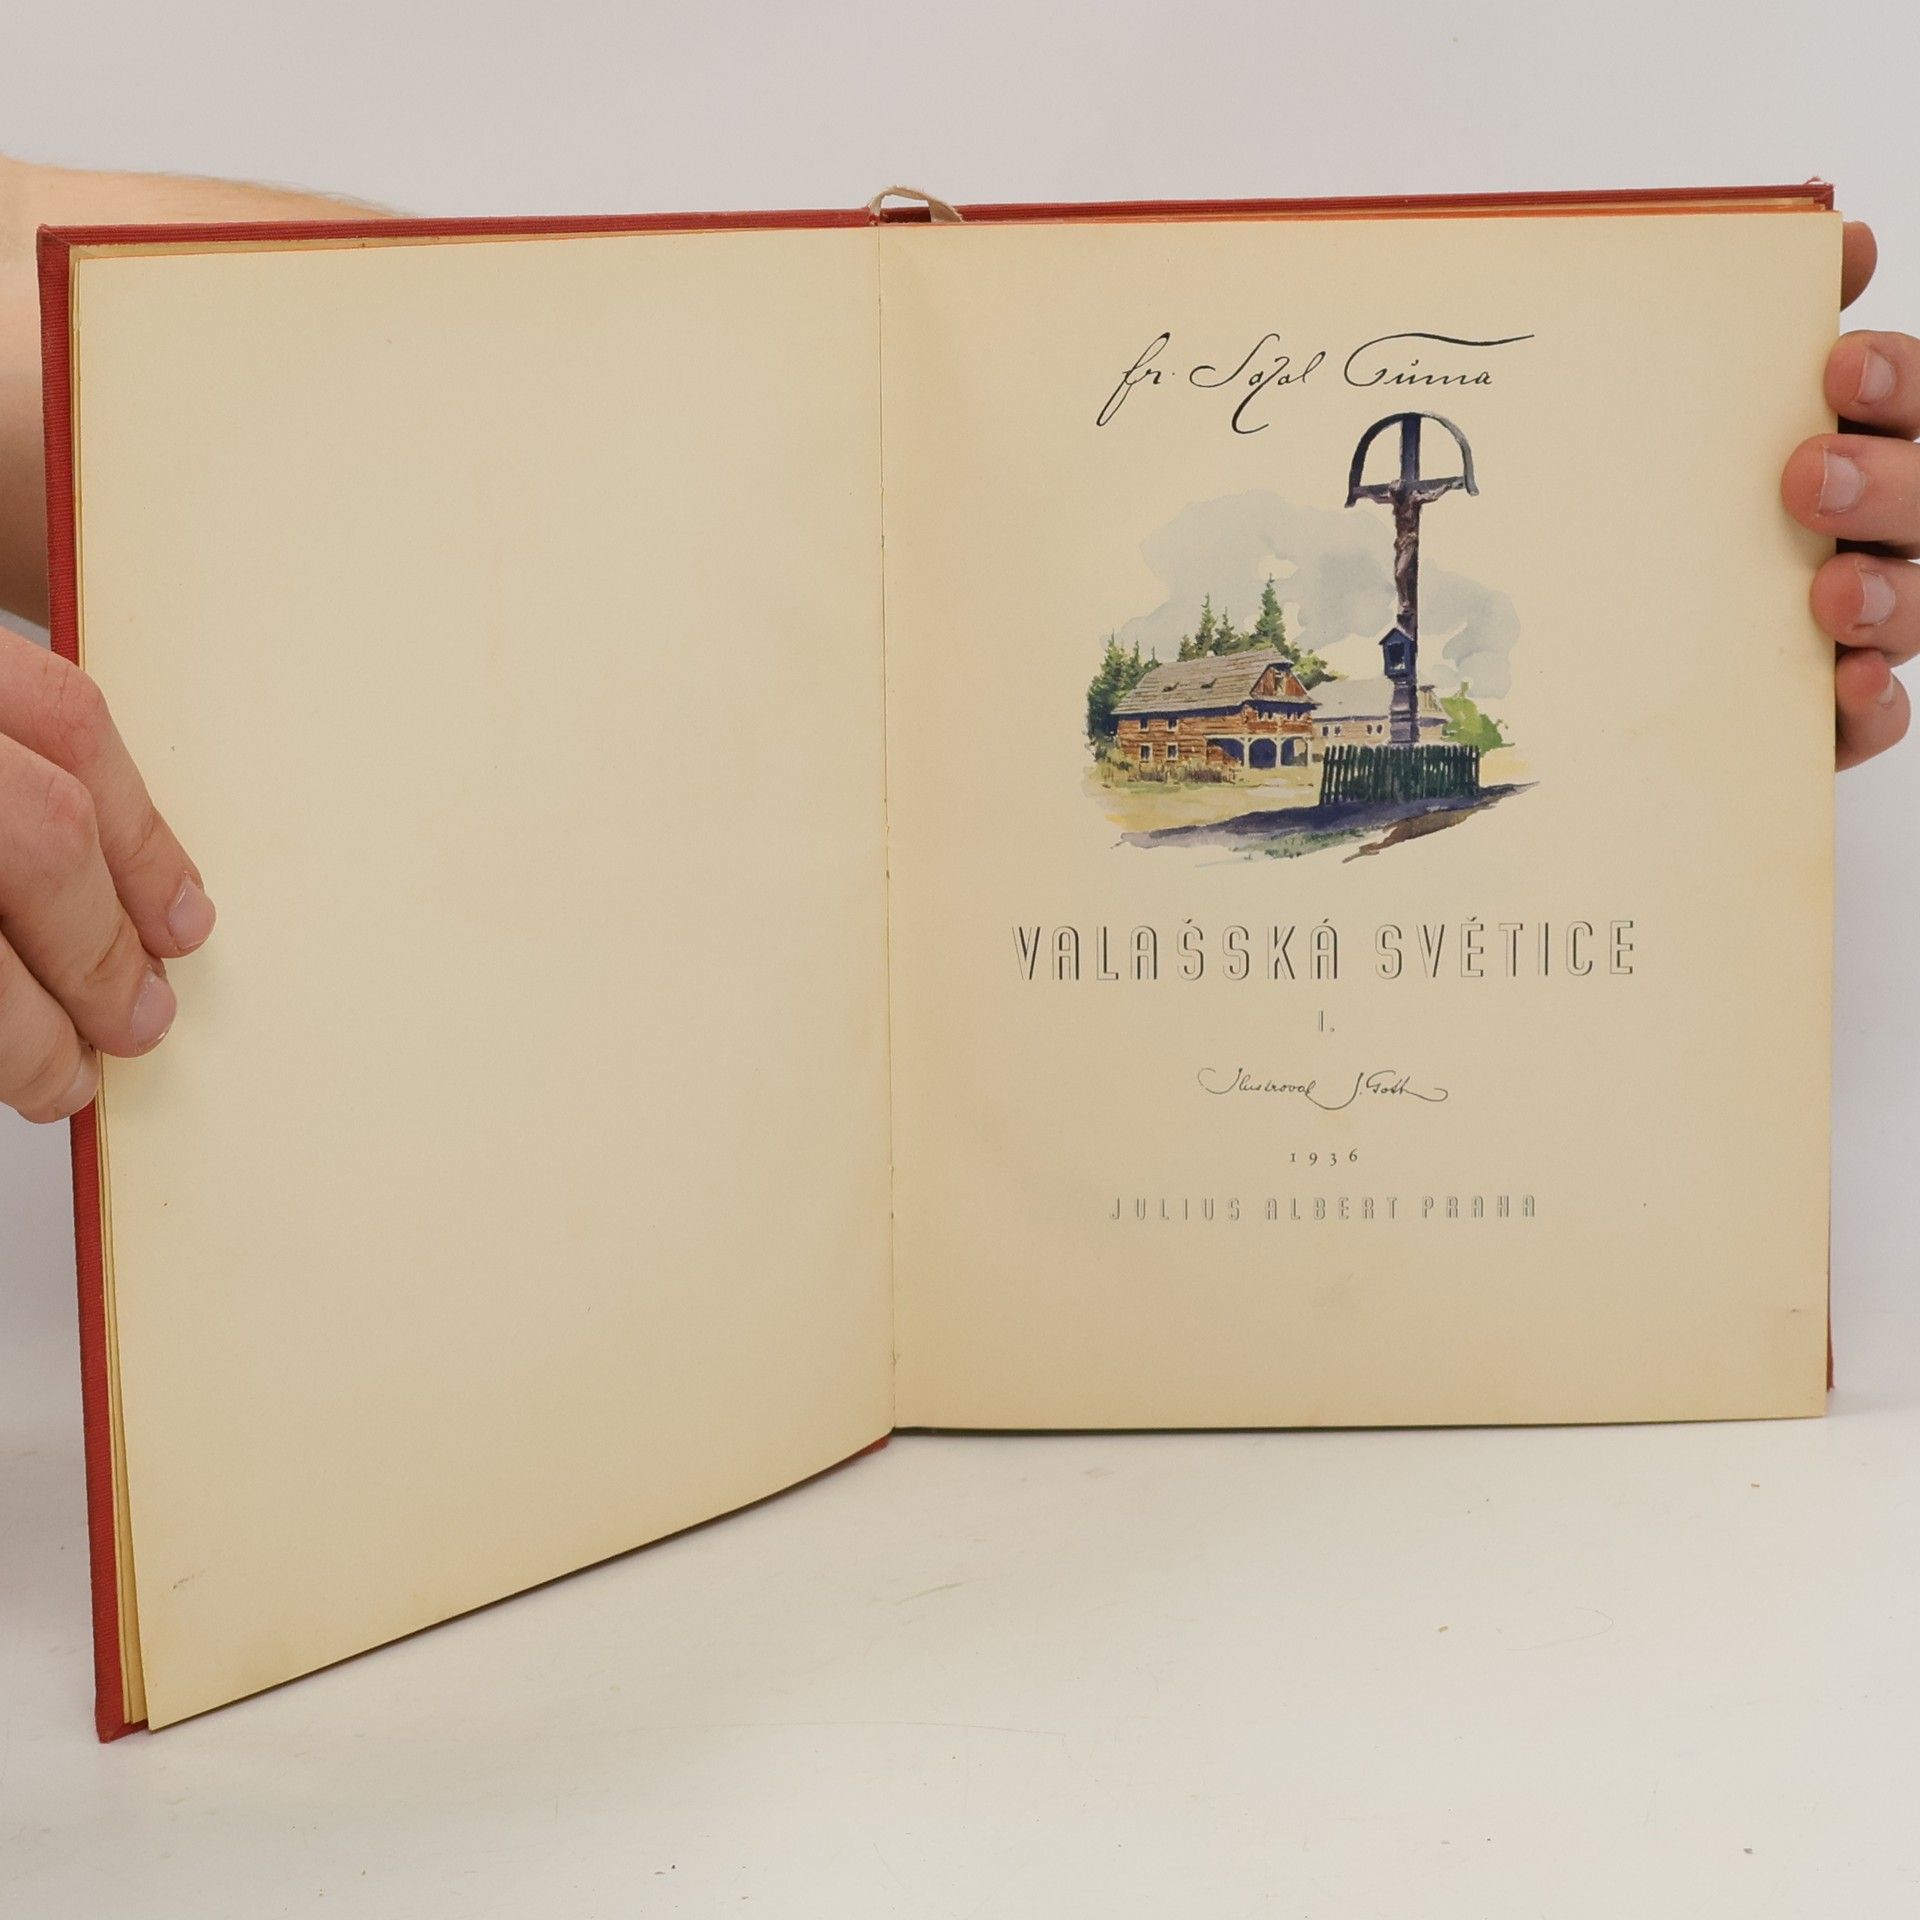 fr. Sokol Tůma
VALAŠSKÁ SVĚTICE
I.
Ilustroval J. Goth
1936
JULIUS ALBERT PRAHA